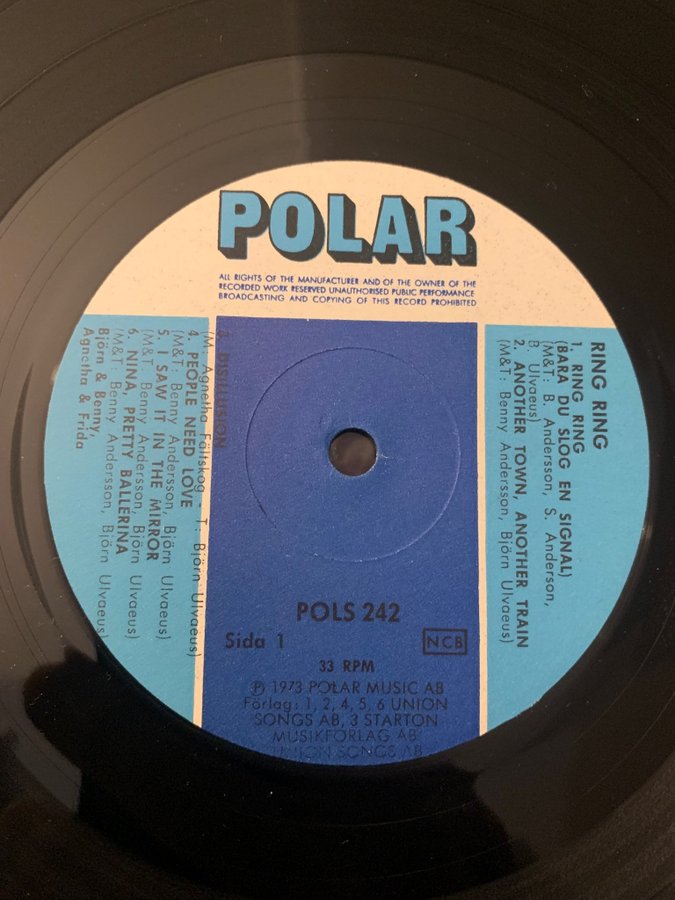 POLAR
ALL RIGHTS OF THE MANUFACTURER AND OF THE OWNER OF THE
RECORDED WORK RESERVED UNAUTHORISED PUBLIC PERFORMANCE
BROADCASTING AND COPYING OF THIS RECORD PROHIBITED
RING RING
1. RING RING
(BARA DU SLOG EN SIGNAL)
(M&T: B. Andersson, S. Anderson,
B. Ulvaeus)
2. ANOTHER TOWN, ANOTHER TRAIN
(M&T: Benny Andersson, Björn Ulvaeus)
3. DISILLUSION
(M: Agnetha Fältskog - T: Björn Ulvaeus)
4. PEOPLE NEED LOVE
(M&T: Benny Andersson, Björn Ulvaeus)
5. I SAW IT IN THE MIRROR
(M&T: Benny Andersson, Björn Ulvaeus)
6. NINA, PRETTY BALLERINA
(M&T: Benny Andersson, Björn Ulvaeus)
Björn & Benny,
Agnetha & Frida
POLS 242
Sida 1
NCB
33 RPM
Ⓟ 1973 POLAR MUSIC AB
Förlag: 1, 2, 4, 5, 6 UNION
SONGS AB, 3 STARTON
MUSIKFÖRLAG AB
UNION SONGS AB